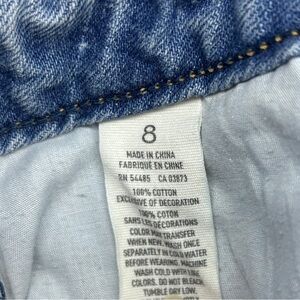 8
MADE IN CHINA
FABRIQUÉ EN CHINE
RN 54485 CA 03873
100% COTTON
EXCLUSIVE OF DECORATION
100% COTON
SANS LES DÉCORATIONS
COLOR MAY TRANSFER
WHEN NEW. WASH ONCE
SEPARATELY IN COLD WATER
BEFORE WEARING. MACHINE
WASH COLD WITH LIKE
COLORS. DO NOT BLEACH
TUMBLE DRY LOW.